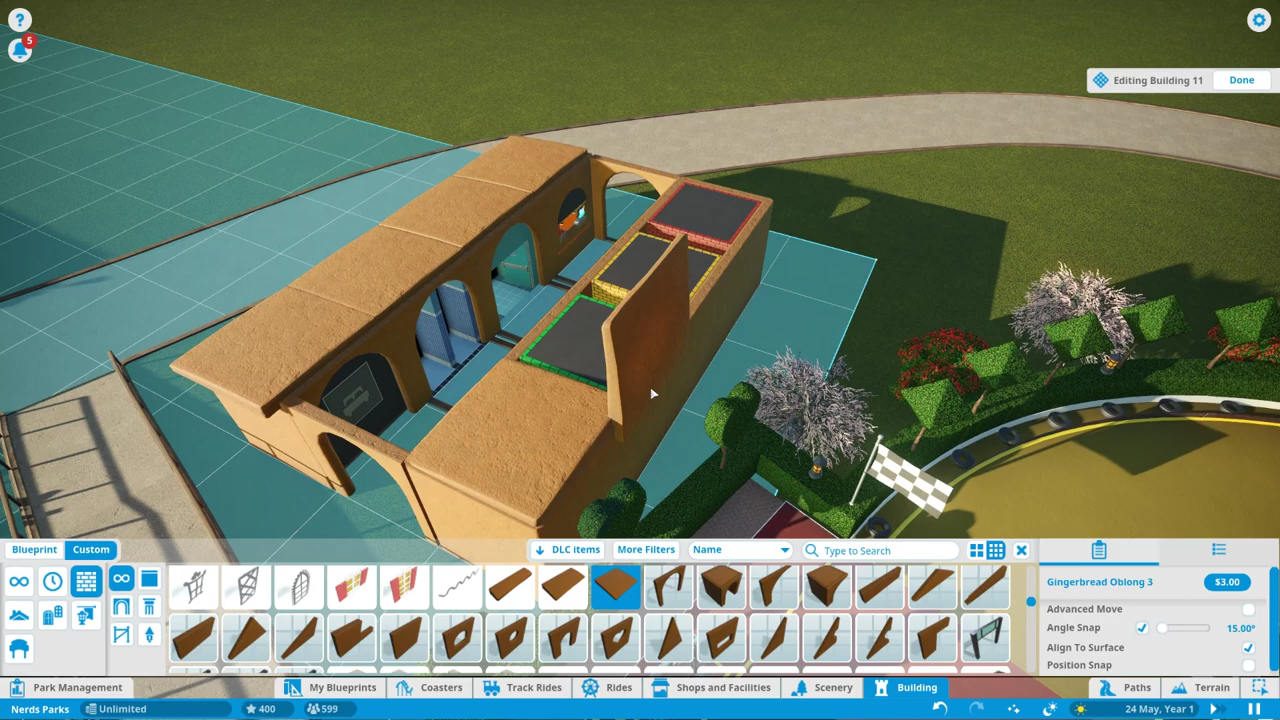 ?
5
Editing Building 11 Done
Blueprint Custom DLC items More Filters Name Type to Search
Gingerbread Oblong 3 $3.00
Advanced Move
Angle Snap 15.00°
Align To Surface
Position Snap
Park Management My Blueprints Coasters Track Rides Rides Shops and Facilities Scenery Building Paths Terrain
Nerds Parks Unlimited 400 599 24 May, Year 1